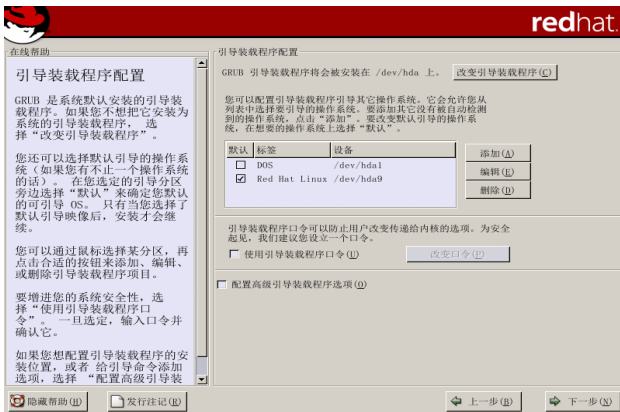 redhat.
在线帮助
引导装载程序配置
GRUB 是系统默认安装的引导装
载程序。如果您不想把它安装为
系统的引导装载程序， 选
择“改变引导装载程序”。
您还可以选择默认引导的操作系
统（如果您有不止一个操作系统
的话）。 在您选定的引导分区
旁边选择“默认”来确定您默认
的可引导 OS。 只有当您选择了
默认引导映像后，安装才会继
续。
您可以通过鼠标选择某分区，再
点击合适的按钮来添加、编辑、
或删除引导装载程序项目。
要增进您的系统安全性，选
择“使用引导装载程序口
令”。 一旦选定，输入口令并
确认它。
如果您想配置引导装载程序的安
装位置，或者 给引导命令添加
选项，选择 “配置高级引导装
引导装载程序配置
GRUB 引导装载程序将会被安装在 /dev/hda 上。 改变引导装载程序(C)
您可以配置引导装载程序引导其它操作系统。它会允许您从
列表中选择要引导的操作系统。要添加其它没有被自动检测
到的操作系统，点击“添加”。要改变默认引导的操作系
统，在想要的操作系统上选择“默认”。
默认 标签 设备
DOS /dev/hda1
Red Hat Linux /dev/hda9
添加(A)
编辑(E)
删除(D)
引导装载程序口令可以防止用户改变传递给内核的选项。为安全
起见，我们建议您设立一个口令。
使用引导装载程序口令(U) 改变口令(P)
配置高级引导装载程序选项(O)
隐藏帮助(H) 发行注记(R) 上一步(B) 下一步(N)